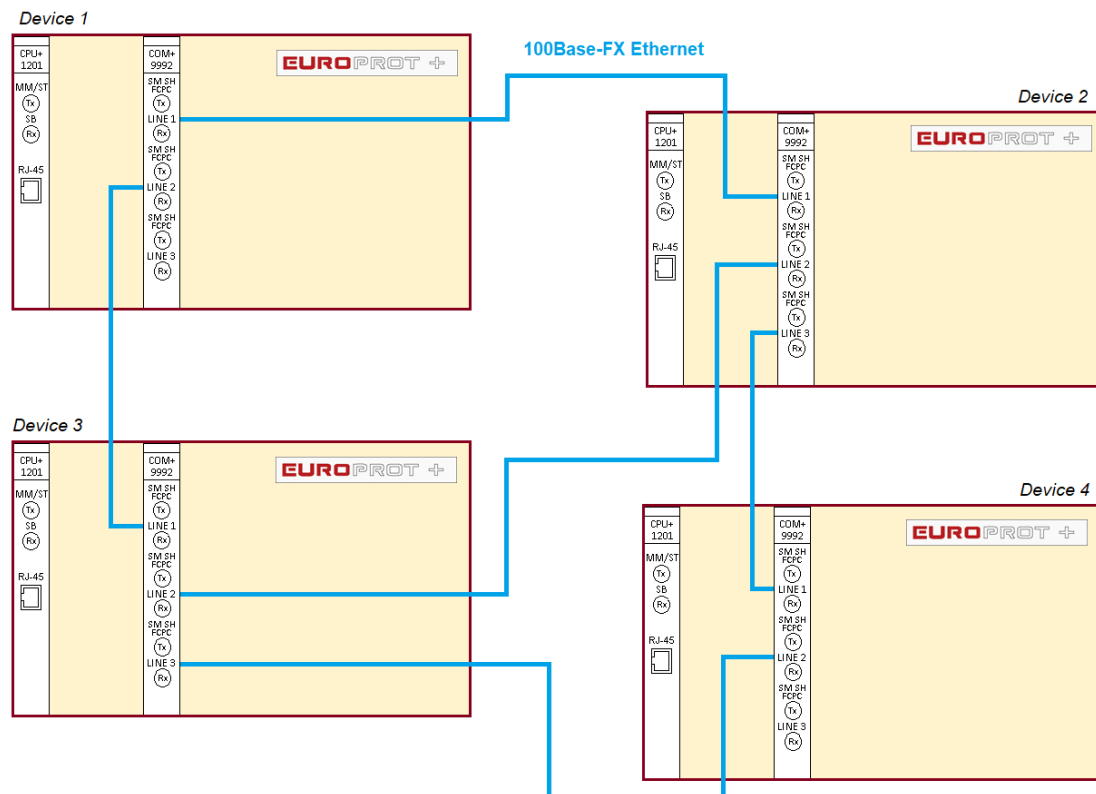 Device 1
CPU+
1201
MM/ST
Tx
SB
Rx
RJ-45
COM+
9992
SM SH
FCPC
Tx
LINE 1
Rx
SM SH
FCPC
Tx
LINE 2
Rx
SM SH
FCPC
Tx
LINE 3
Rx
EUROPROT +
100Base-FX Ethernet
Device 2
CPU+
1201
MM/ST
Tx
SB
Rx
RJ-45
COM+
9992
SM SH
FCPC
Tx
LINE 1
Rx
SM SH
FCPC
Tx
LINE 2
Rx
SM SH
FCPC
Tx
LINE 3
Rx
EUROPROT +
Device 3
CPU+
1201
MM/ST
Tx
SB
Rx
RJ-45
COM+
9992
SM SH
FCPC
Tx
LINE 1
Rx
SM SH
FCPC
Tx
LINE 2
Rx
SM SH
FCPC
Tx
LINE 3
Rx
EUROPROT +
Device 4
CPU+
1201
MM/ST
Tx
SB
Rx
RJ-45
COM+
9992
SM SH
FCPC
Tx
LINE 1
Rx
SM SH
FCPC
Tx
LINE 2
Rx
SM SH
FCPC
Tx
LINE 3
Rx
EUROPROT +